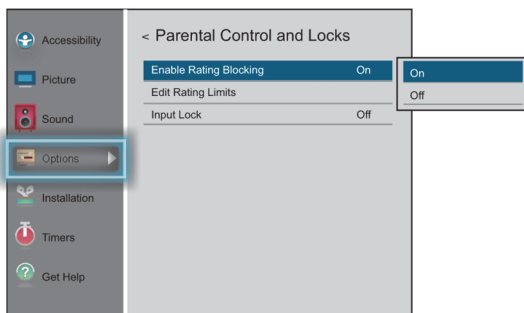 Accessibility
Picture
Sound
Options
Installation
Timers
Get Help
< Parental Control and Locks
Enable Rating Blocking On
Edit Rating Limits
Input Lock Off
On
Off